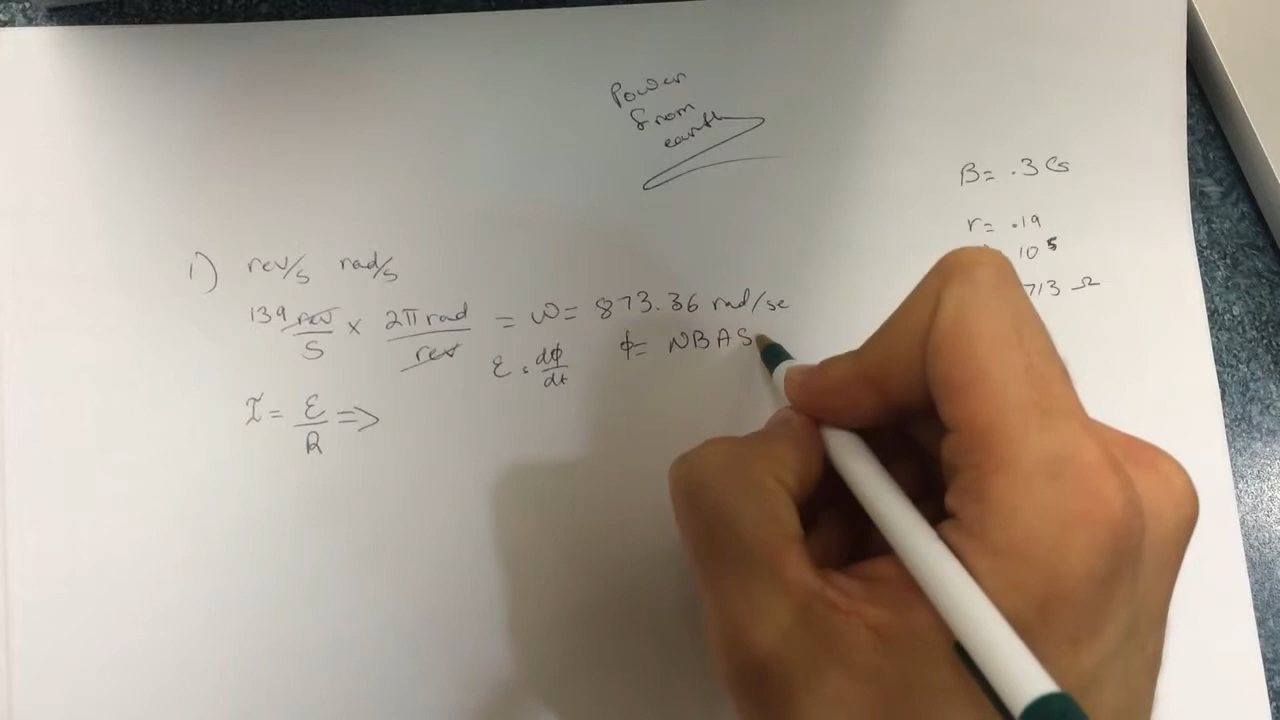 Power
from
earth
B= .3 G
r= .19
10⁵
713 Ω
1) rev/s rad/s
139 rev/s x 2π rad/rev = ω= 873.36 rad/se
ε = dϕ/dt ϕ= NBAS
I = ε/R =>